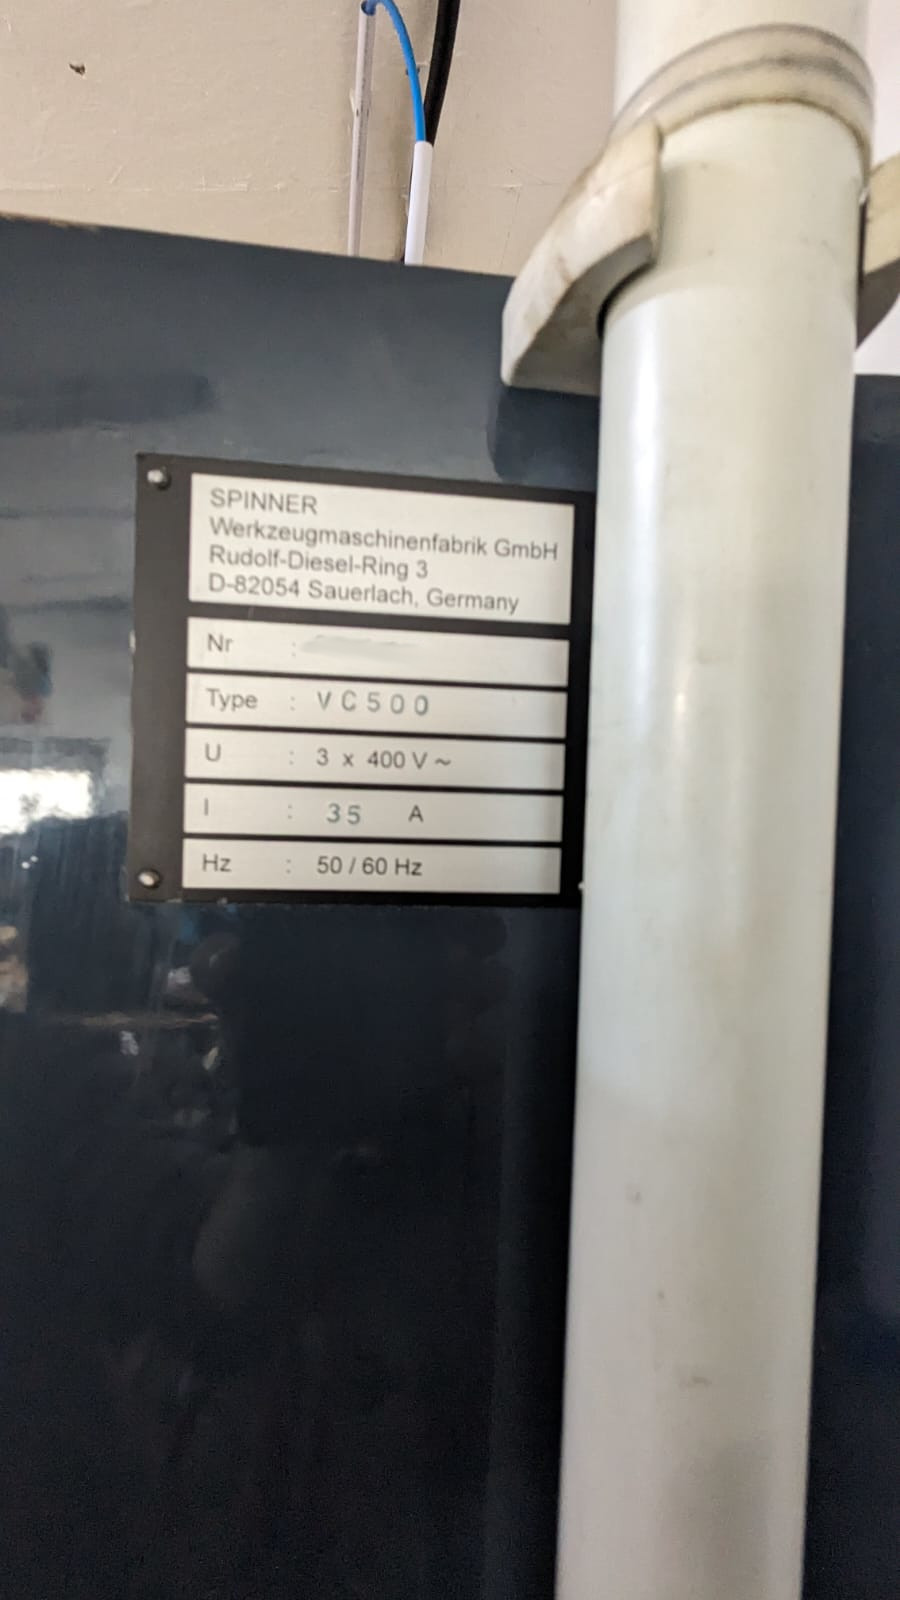 SPINNER
Werkzeugmaschinenfabrik GmbH
Rudolf-Diesel-Ring 3
D-82054 Sauerlach, Germany
Nr :
Type : VC500
U : 3 x 400 V ~
I : 35 A
Hz : 50 / 60 Hz